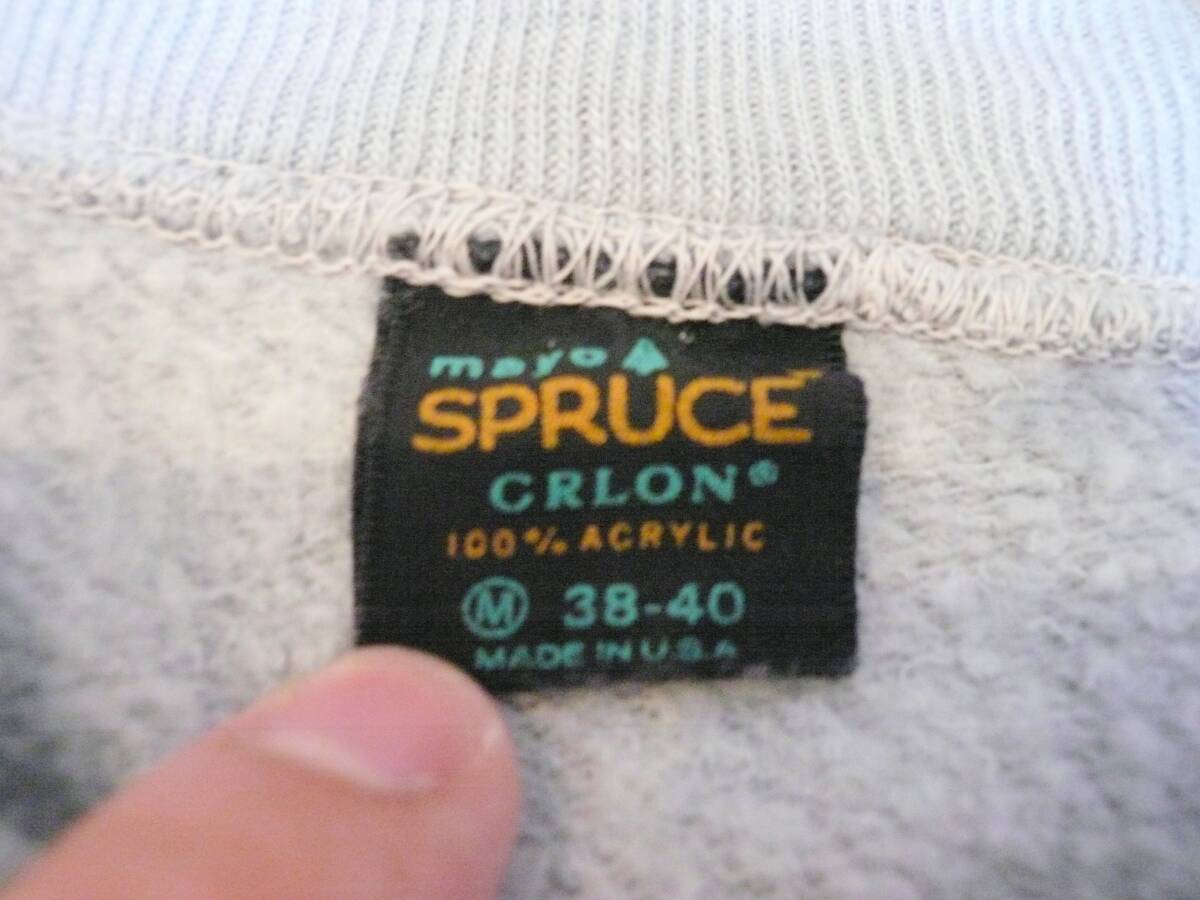 mayo
SPRUCE
CRLON®
100% ACRYLIC
M 38-40
MADE IN U.S.A